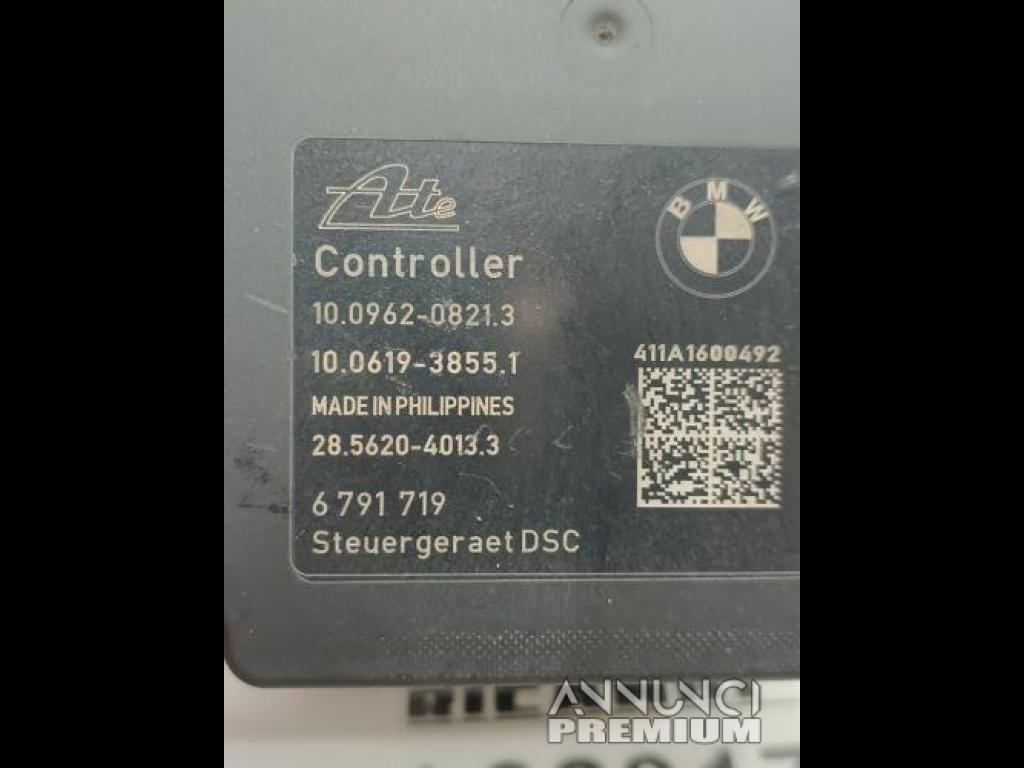 Ate
BMW
Controller
10.0962-0821.3
10.0619-3855.1
411A1600492
MADE IN PHILIPPINES
28.5620-4013.3
6 791 719
Steuergeraet DSC
ANNUNCI
PREMIUM